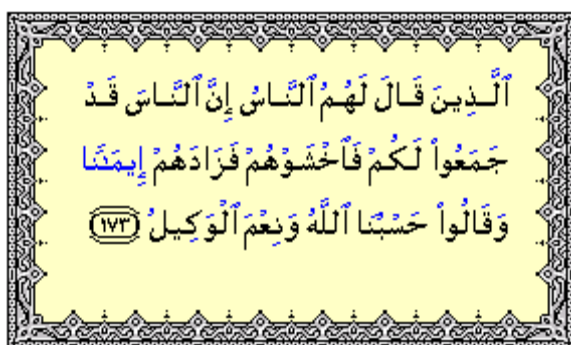 ٱلَّذِينَ قَالَ لَهُمُ ٱلنَّاسُ إِنَّ ٱلنَّاسَ قَدْ
جَمَعُوا۟ لَكُمْ فَٱخْشَوْهُمْ فَزَادَهُمْ إِيمَٰنًا
وَقَالُوا۟ حَسْبُنَا ٱللَّهُ وَنِعْمَ ٱلْوَكِيلُ ١٧٣